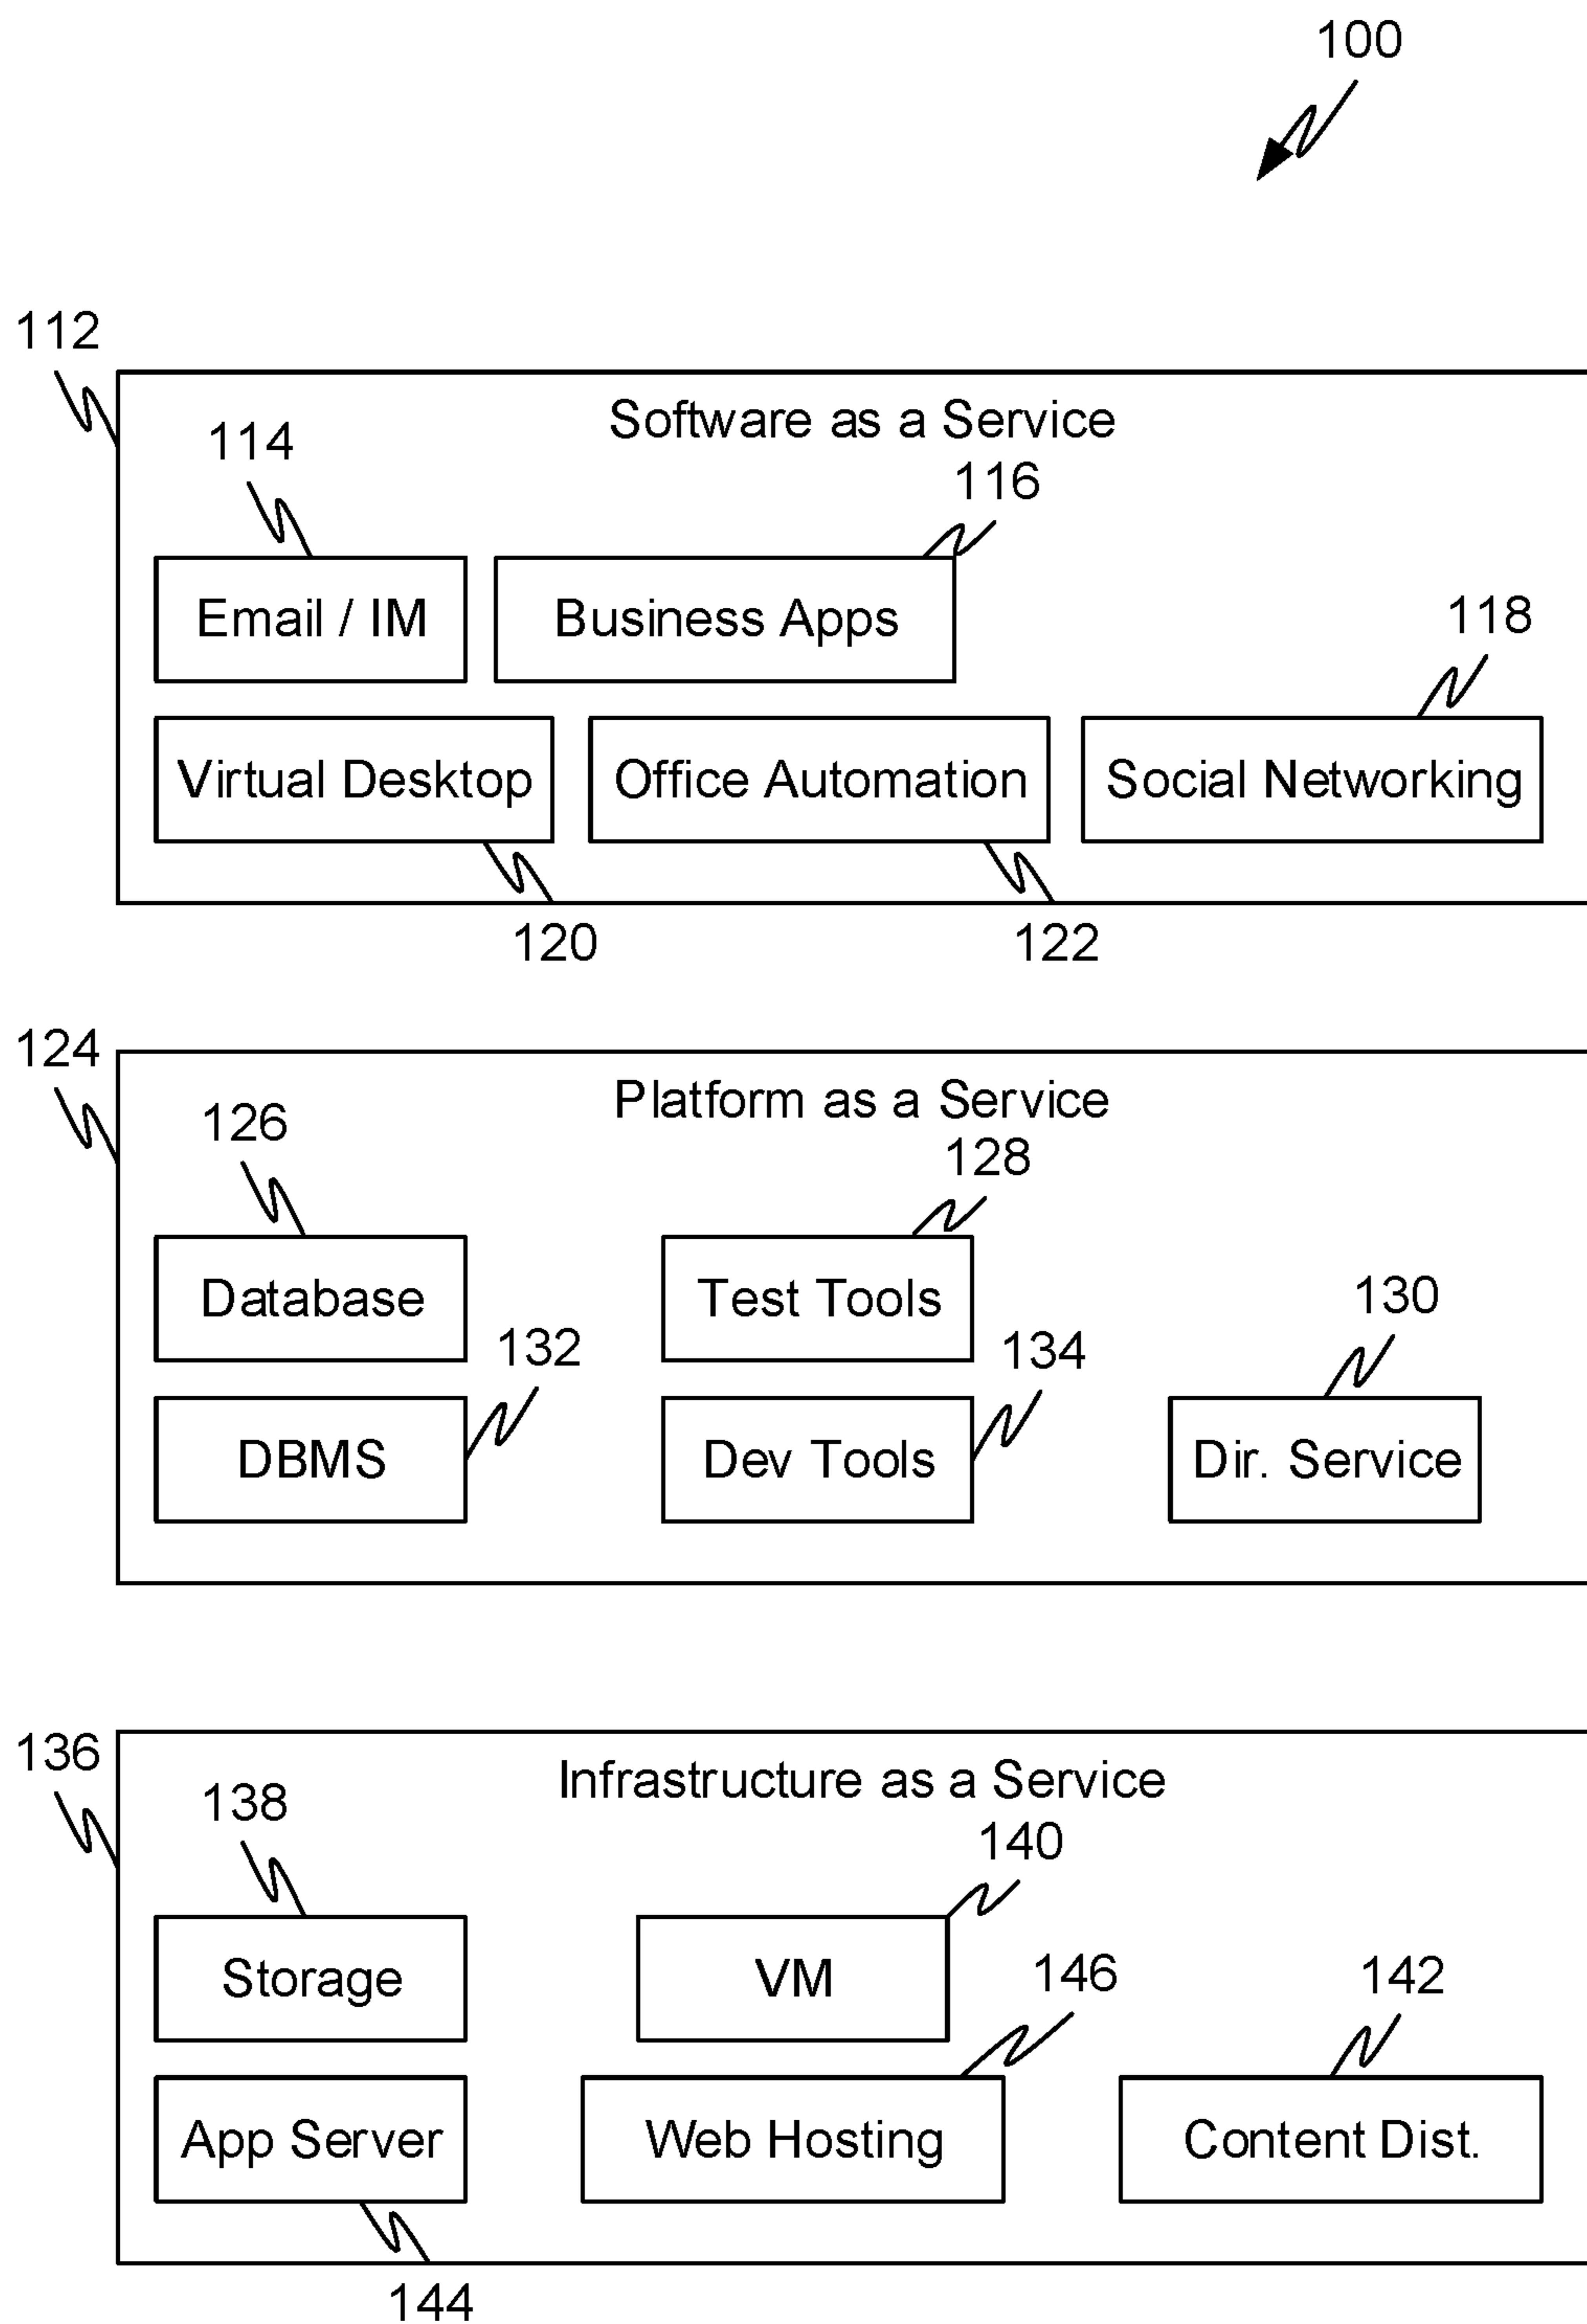 100
112
Software as a Service
114
116
Email / IM
Business Apps
118
Virtual Desktop
Office Automation
Social Networking
120
122
124
Platform as a Service
126
128
Database
Test Tools
130
132
134
DBMS
Dev Tools
Dir. Service
136
Infrastructure as a Service
138
140
Storage
VM
146
142
App Server
Web Hosting
Content Dist.
144